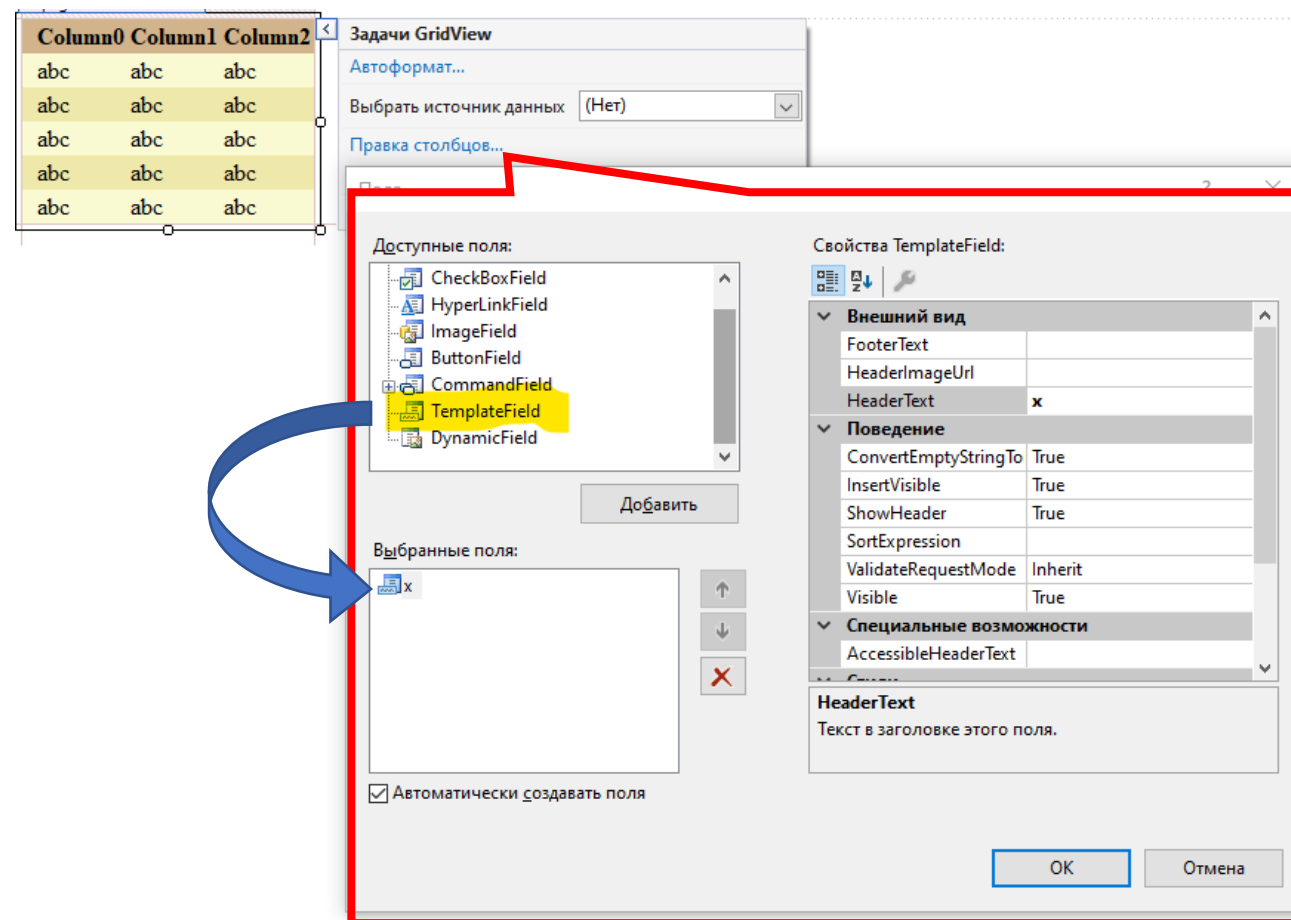 Column0 Column1 Column2
abc abc abc
abc abc abc
abc abc abc
abc abc abc
abc abc abc
Задачи GridView
Автоформат...
Выбрать источник данных (Нет)
Правка столбцов...
?
Доступные поля:
CheckBoxField
HyperLinkField
ImageField
ButtonField
CommandField
TemplateField
DynamicField
Добавить
Выбранные поля:
x
Автоматически создавать поля
Свойства TemplateField:
Внешний вид
FooterText
HeaderImageUrl
HeaderText x
Поведение
ConvertEmptyStringTo True
InsertVisible True
ShowHeader True
SortExpression
ValidateRequestMode Inherit
Visible True
Специальные возможности
AccessibleHeaderText
HeaderText
Текст в заголовке этого поля.
OK Отмена